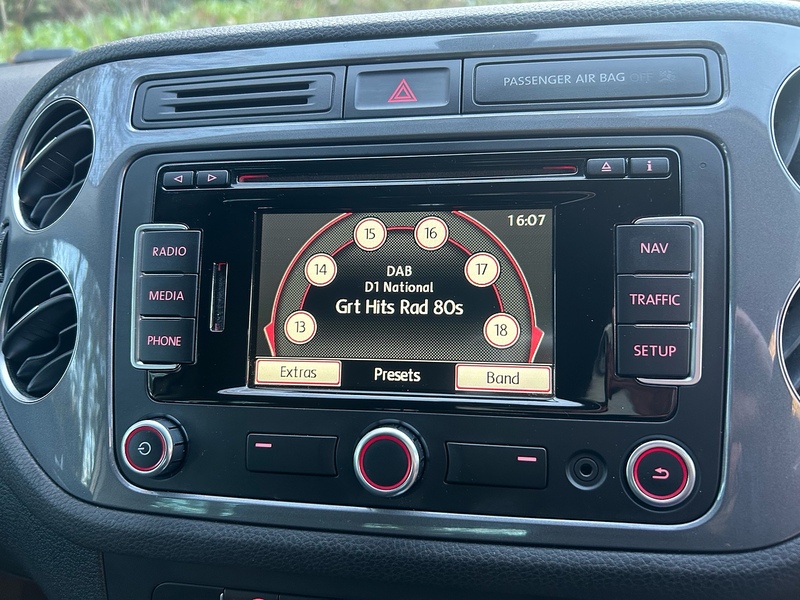 PASSENGER AIR BAG OFF
i
16:07
RADIO
MEDIA
PHONE
15
16
14
17
13
18
DAB
D1 National
Grt Hits Rad 80s
Extras
Presets
Band
NAV
TRAFFIC
SETUP